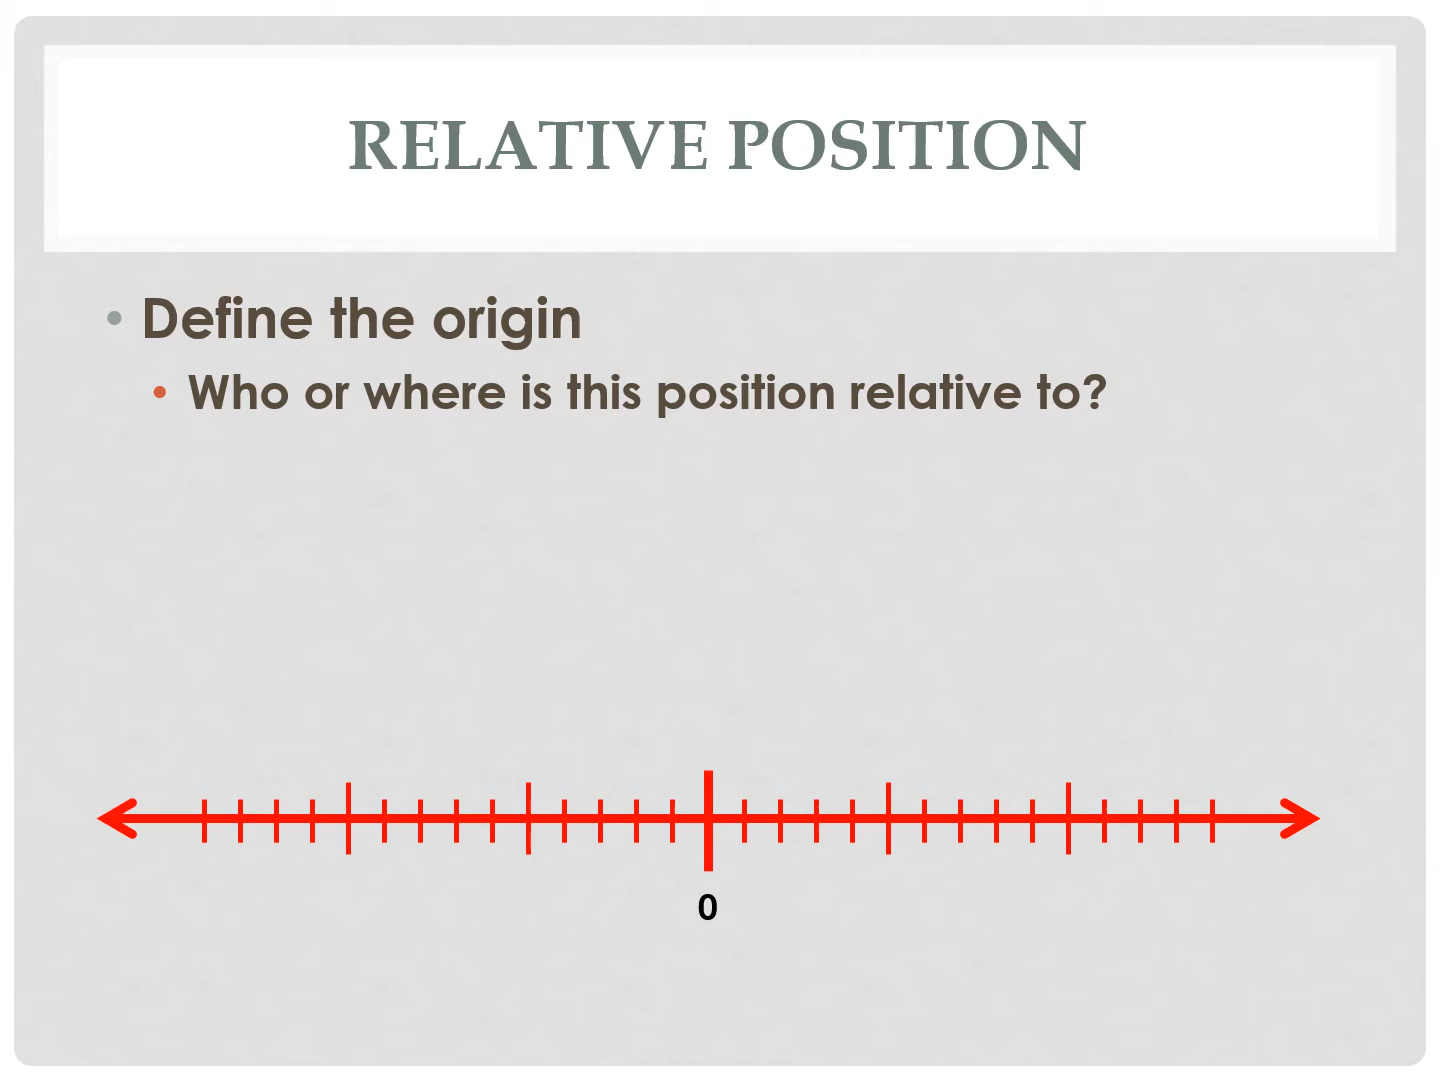 RELATIVE POSITION
• Define the origin
• Who or where is this position relative to?
0